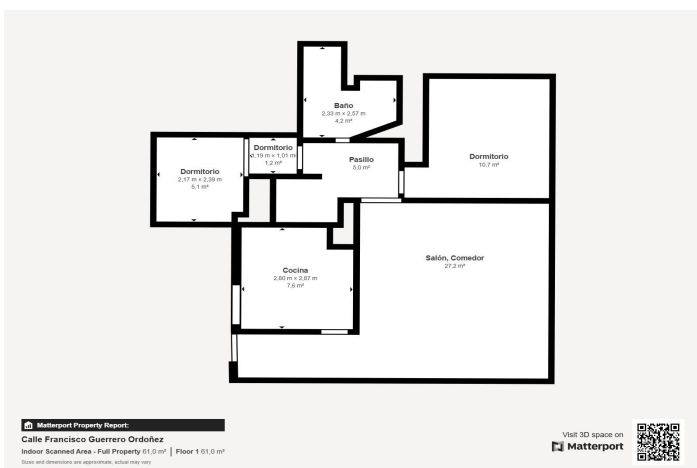 Baño
2,33 m × 2,57 m
4,2 m²
Dormitorio
1,19 m × 1,01 m
1,2 m²
Pasillo
5,0 m²
Dormitorio
10,7 m²
Dormitorio
2,17 m × 2,39 m
5,1 m²
Salón, Comedor
27,2 m²
Cocina
2,80 m × 2,87 m
7,6 m²
Matterport Property Report:
Calle Francisco Guerrero Ordoñez
Indoor Scanned Area - Full Property 61,0 m² | Floor 1 61,0 m²
Sizes and dimensions are approximate, actual may vary
Visit 3D space on
Matterport